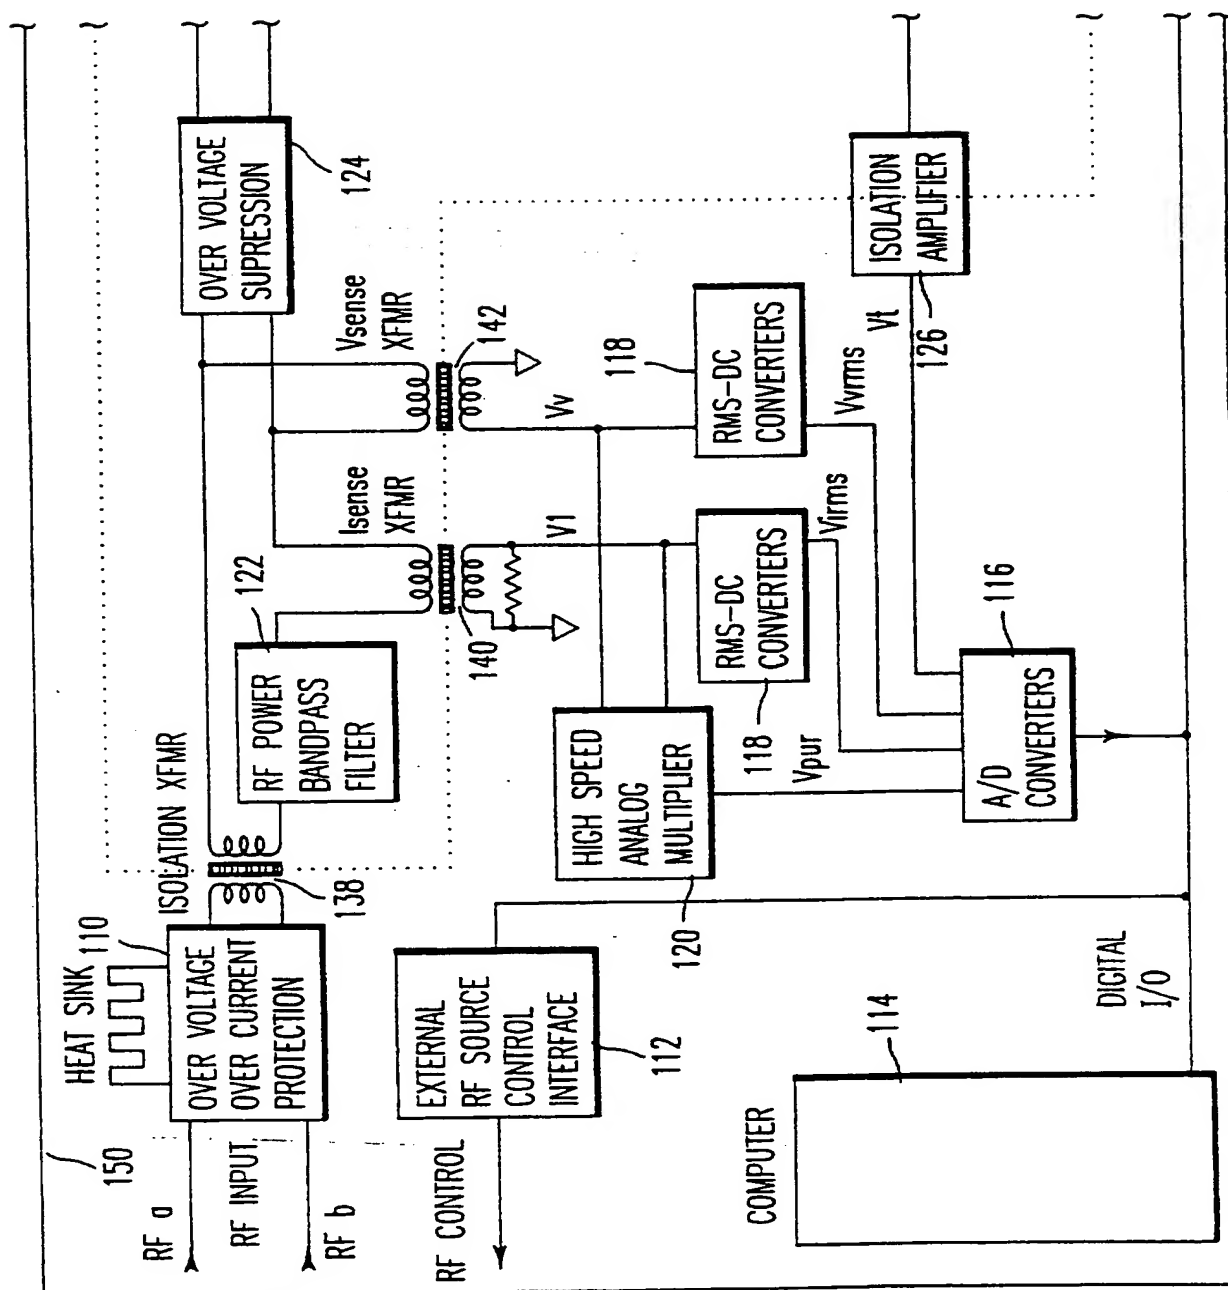 150
RF a
RF INPUT
RF b
HEAT SINK
110
OVER VOLTAGE
OVER CURRENT
PROTECTION
ISOLATION XFMR
138
RF POWER
BANDPASS
FILTER
122
Isense
XFMR
140
Vsense
XFMR
142
OVER VOLTAGE
SUPRESSION
124
RF CONTROL
EXTERNAL
RF SOURCE
CONTROL
INTERFACE
112
HIGH SPEED
ANALOG
MULTIPLIER
120
V1
Vv
RMS-DC
CONVERTERS
118
RMS-DC
CONVERTERS
118
Vpur
Virms
Vvrms
Vt
ISOLATION
AMPLIFIER
126
A/D
CONVERTERS
116
COMPUTER
114
DIGITAL
I/O